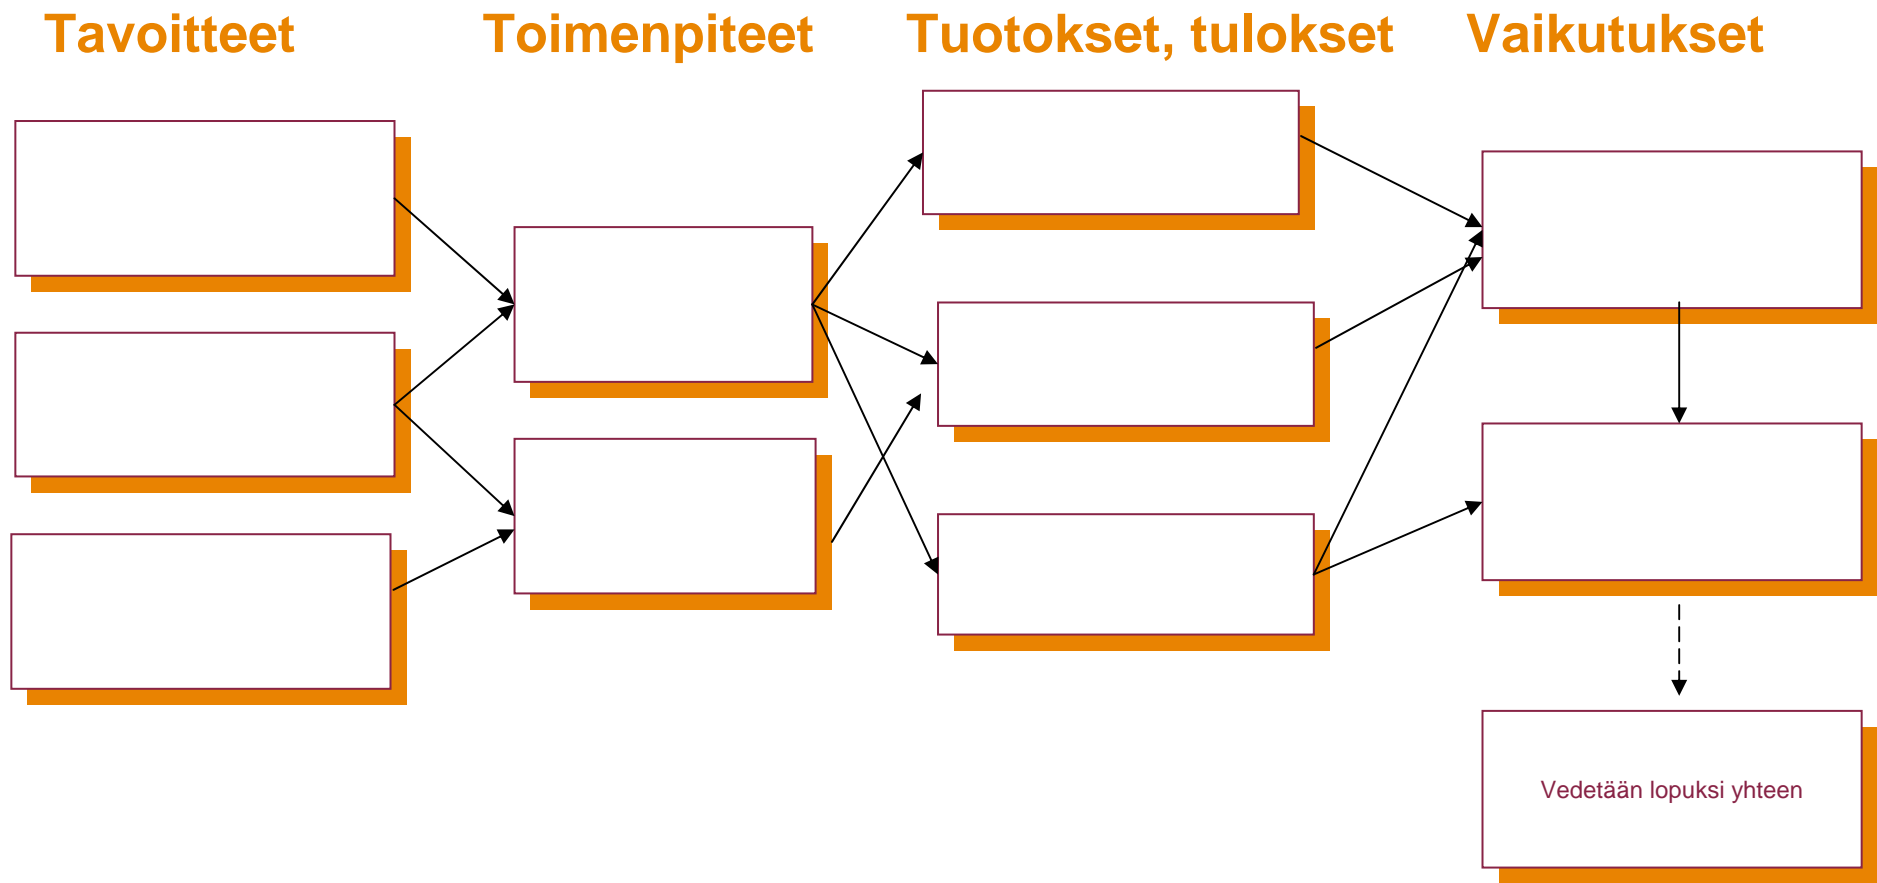 Tavoitteet
Toimenpiteet
Tuotokset, tulokset
Vaikutukset
Vedetään lopuksi yhteen